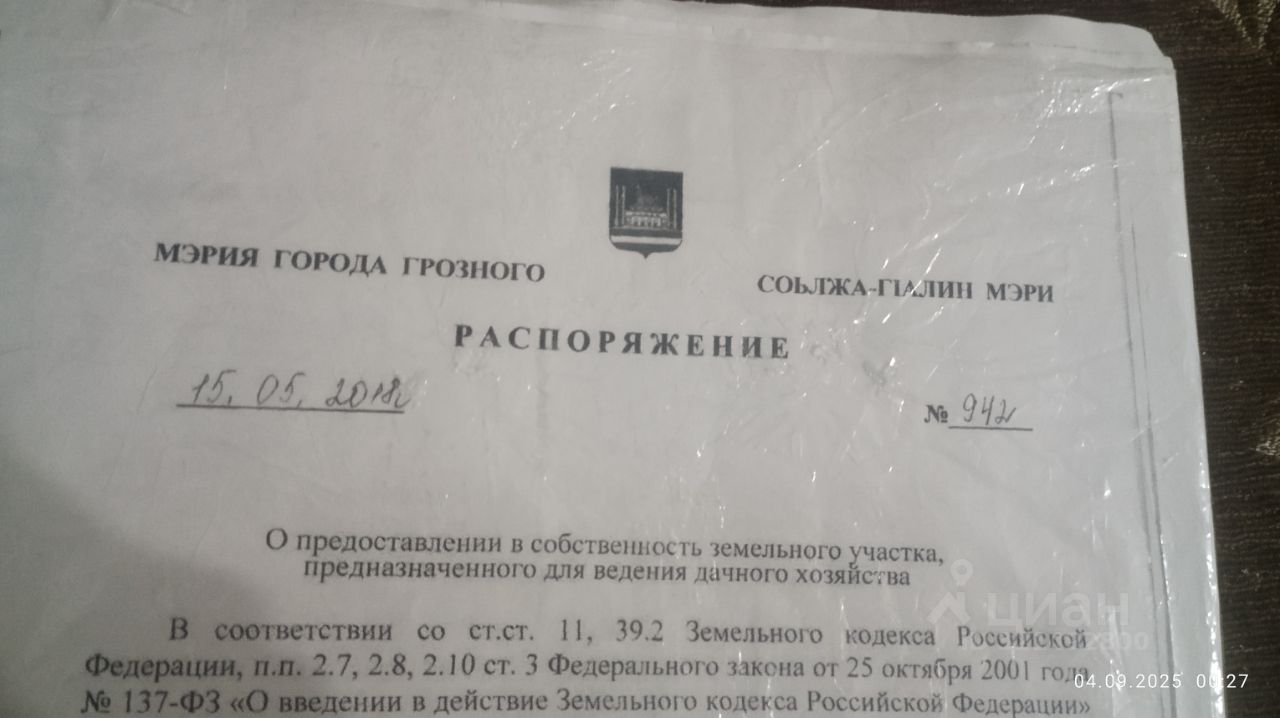 МЭРИЯ ГОРОДА ГРОЗНОГО
СОЬЛЖА-ГIАЛИН МЭРИ
РАСПОРЯЖЕНИЕ
15. 05. 2018г
№ 942
О предоставлении в собственность земельного участка,
предназначенного для ведения дачного хозяйства
В соответствии со ст.ст. 11, 39.2 Земельного кодекса Российской
Федерации, п.п. 2.7, 2.8, 2.10 ст. 3 Федерального закона от 25 октября 2001 года
№ 137-ФЗ «О введении в действие Земельного кодекса Российской Федерации»
циан
04.09.2025 00:27